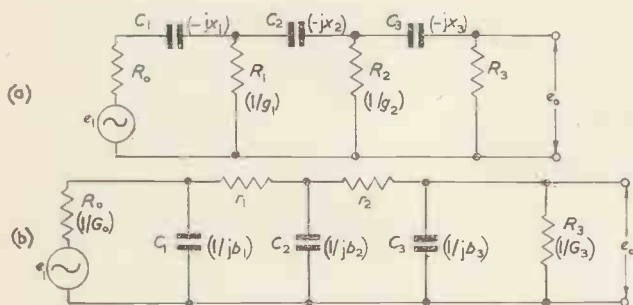 C₁ (-jx₁) C₂ (-jx₂) C₃ (-jx₃)
R₀ R₁ (1/g₁) R₂ (1/g₂) R₃
(a) e₁ e₀
R₀ (1/G₀) r₁ r₂
(b) C₁ (1/jb₁) C₂ (1/jb₂) C₃ (1/jb₃) R₃ (1/G₃)
e₁ e₀